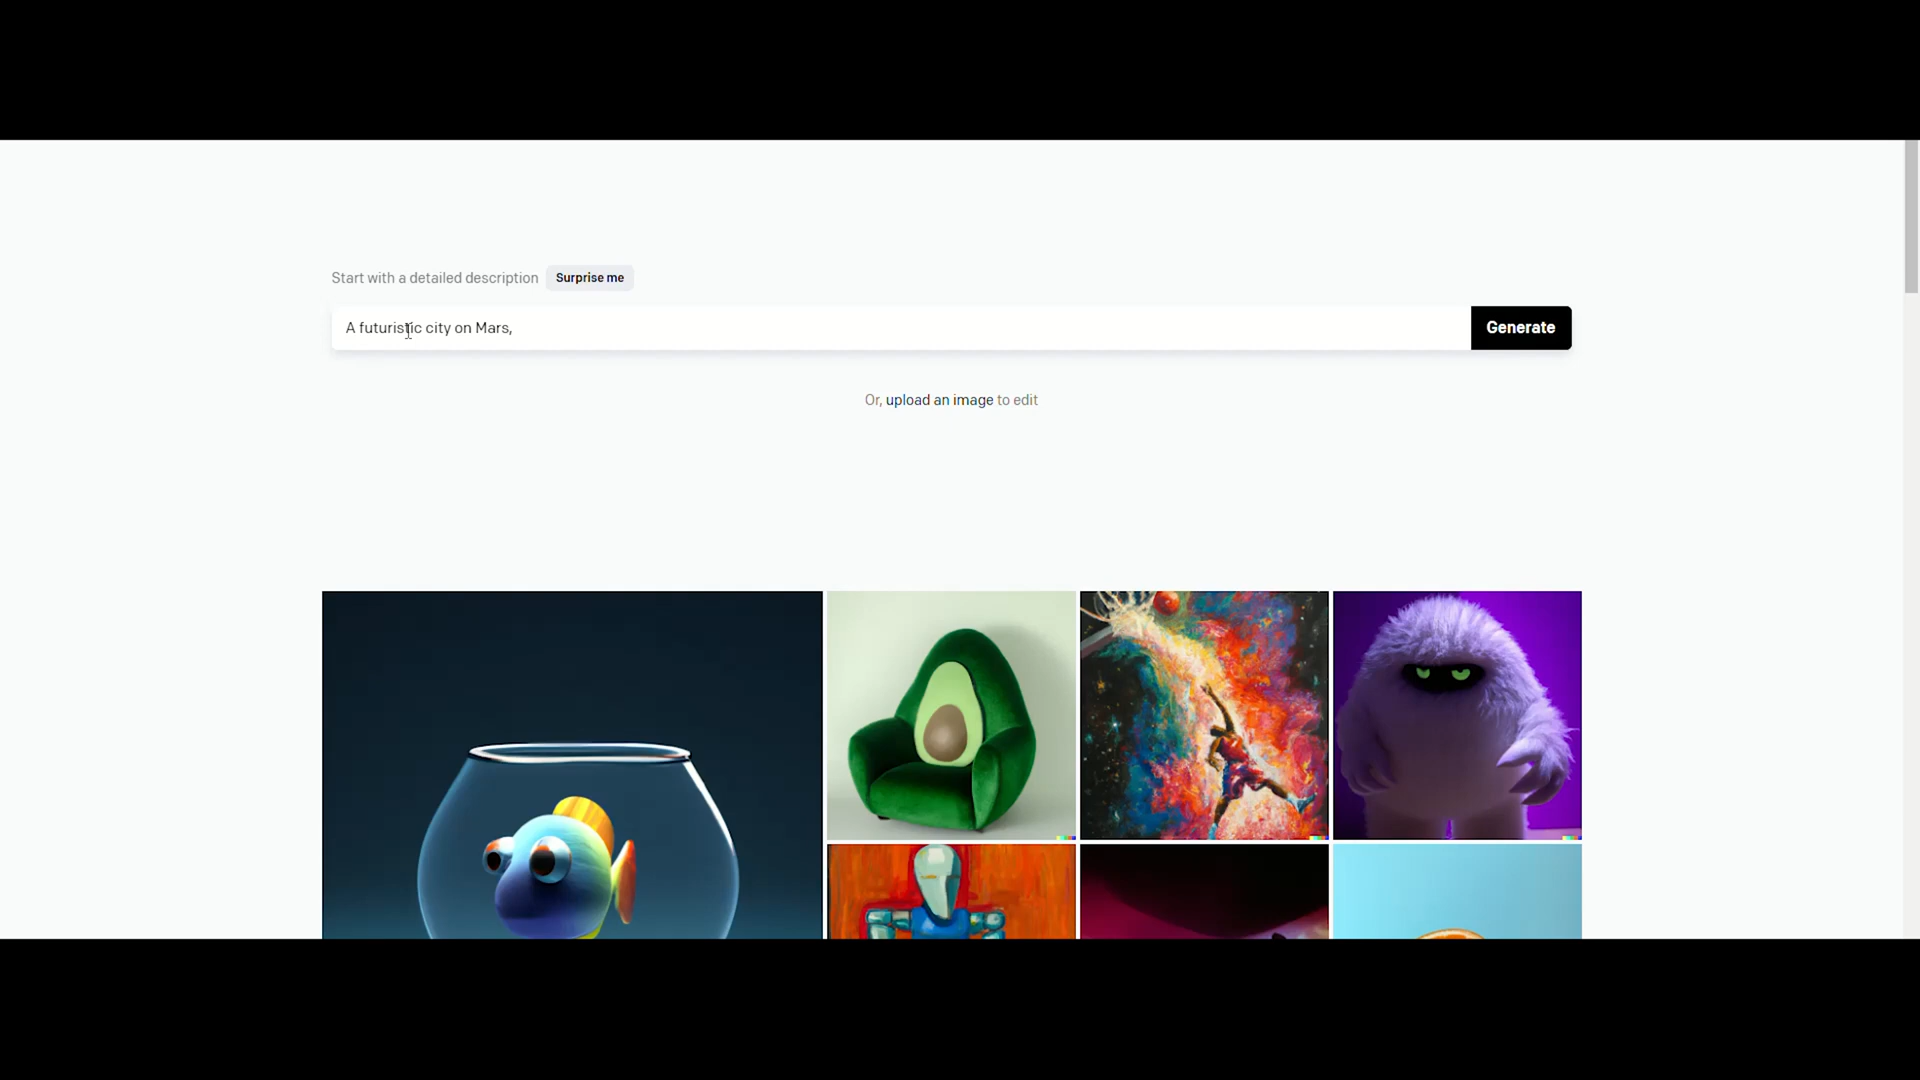 Start with a detailed description Surprise me
A futuristic city on Mars, Generate
Or, upload an image to edit